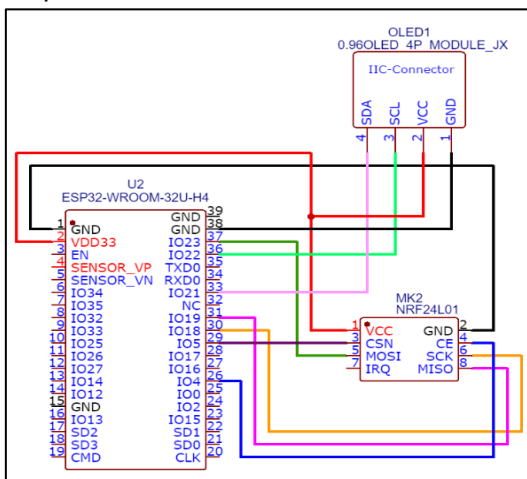 OLED1
0.96OLED_4P_MODULE_JX
IIC-Connector
SDA
SCL
VCC
GND
4
3
2
1
U2
ESP32-WROOM-32U-H4
1 GND
2 VDD33
3 EN
4 SENSOR_VP
5 SENSOR_VN
6 IO34
7 IO35
8 IO32
9 IO33
10 IO25
11 IO26
12 IO27
13 IO14
14 IO12
15 GND
16 IO13
17 SD2
18 SD3
19 CMD
GND 39
GND 38
IO23 37
IO22 36
TXD0 35
RXD0 34
IO21 33
NC 32
IO19 31
IO18 30
IO5 29
IO17 28
IO16 27
IO4 26
IO0 25
IO2 24
IO15 23
SD1 22
SD0 21
CLK 20
MK2
NRF24L01
1 VCC GND 2
3 CSN CE 4
5 MOSI SCK 6
7 IRQ MISO 8